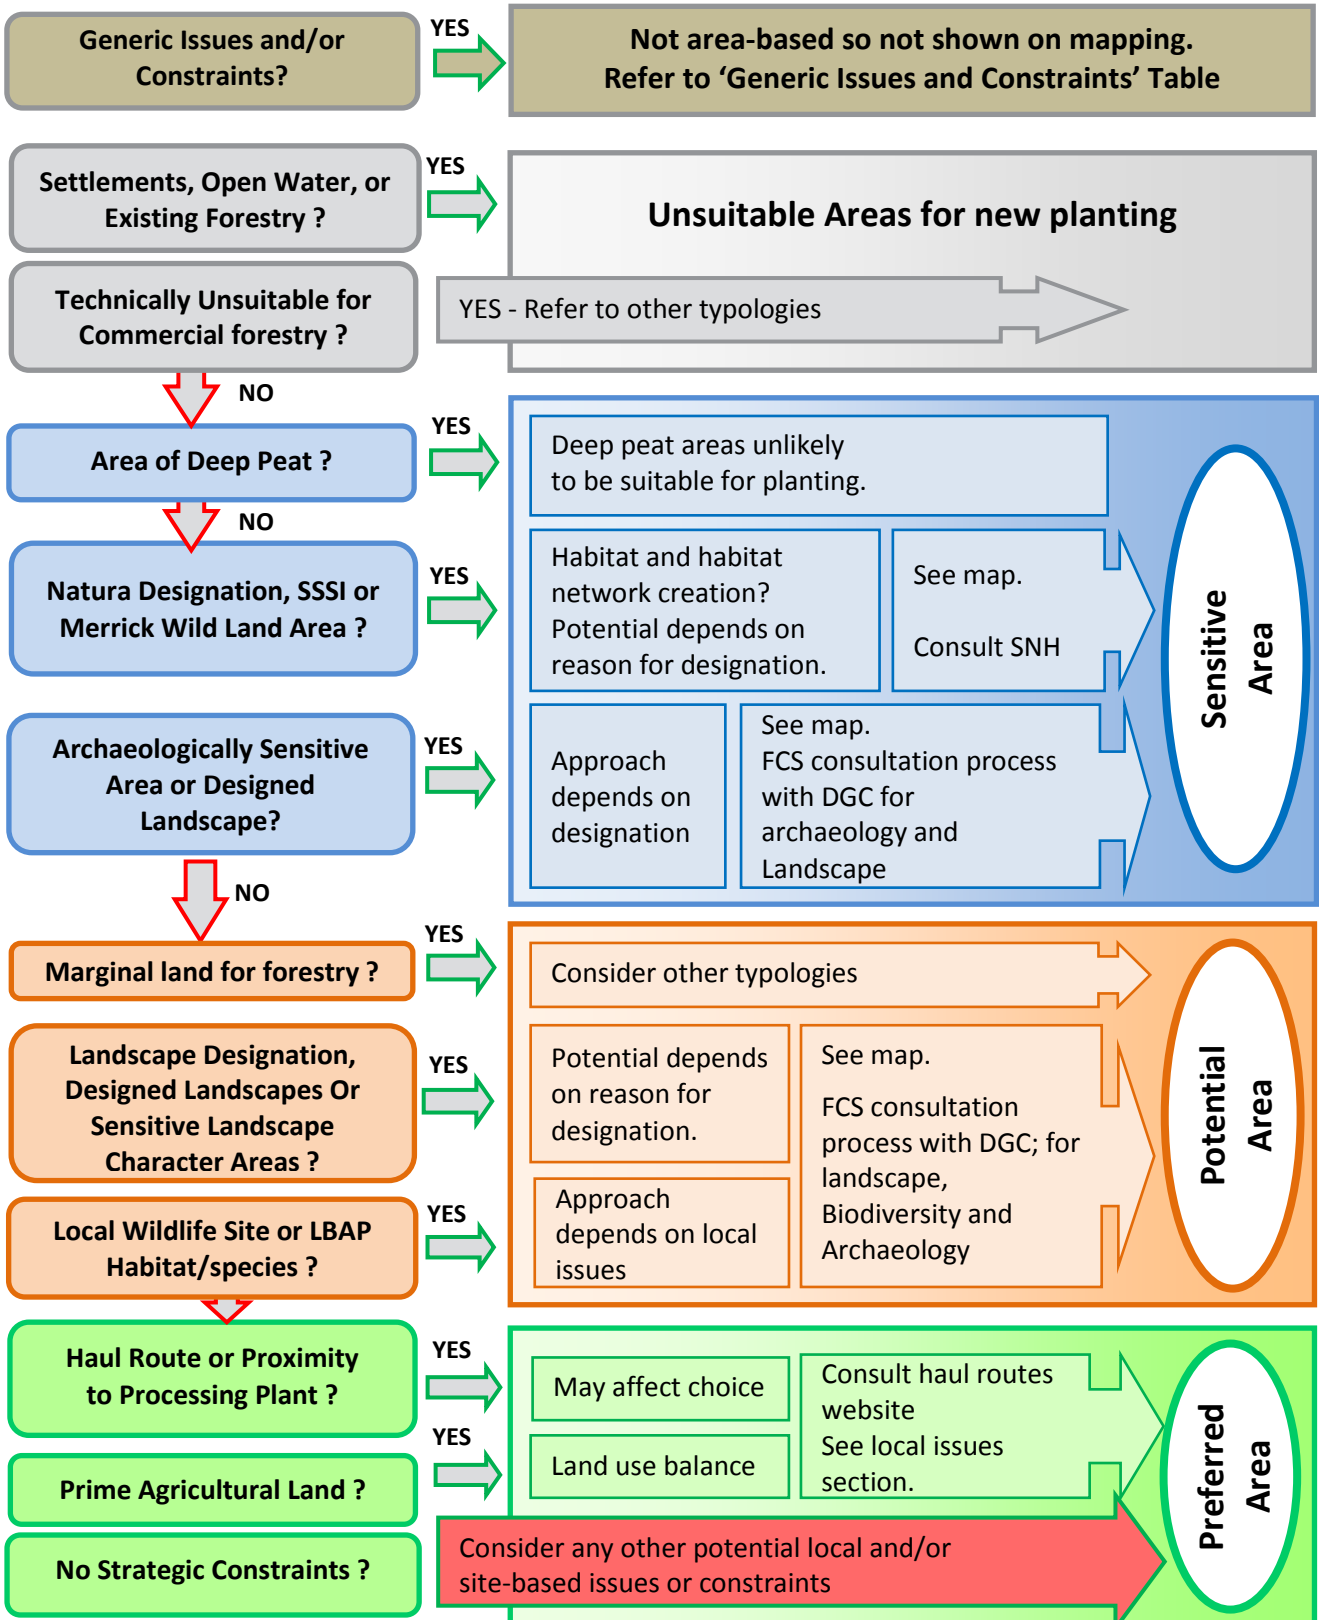 Generic Issues and/or
Constraints?
YES
Not area-based so not shown on mapping.
Refer to ‘Generic Issues and Constraints’ Table
Settlements, Open Water, or
Existing Forestry ?
YES
Unsuitable Areas for new planting
Technically Unsuitable for
Commercial forestry ?
YES - Refer to other typologies
NO
Area of Deep Peat ?
YES
Deep peat areas unlikely
to be suitable for planting.
NO
Natura Designation, SSSI or
Merrick Wild Land Area ?
YES
Habitat and habitat
network creation?
Potential depends on
reason for designation.
See map.
Consult SNH
Archaeologically Sensitive
Area or Designed
Landscape?
YES
Approach
depends on
designation
See map.
FCS consultation process
with DGC for
archaeology and
Landscape
Sensitive
Area
NO
Marginal land for forestry ?
YES
Consider other typologies
Landscape Designation,
Designed Landscapes Or
Sensitive Landscape
Character Areas ?
YES
Potential depends
on reason for
designation.
See map.
FCS consultation
process with DGC; for
landscape,
Biodiversity and
Archaeology
Local Wildlife Site or LBAP
Habitat/species ?
YES
Approach
depends on local
issues
Potential
Area
Haul Route or Proximity
to Processing Plant ?
YES
May affect choice
Consult haul routes
website
See local issues
section.
Prime Agricultural Land ?
YES
Land use balance
No Strategic Constraints ?
Consider any other potential local and/or
site-based issues or constraints
Preferred
Area